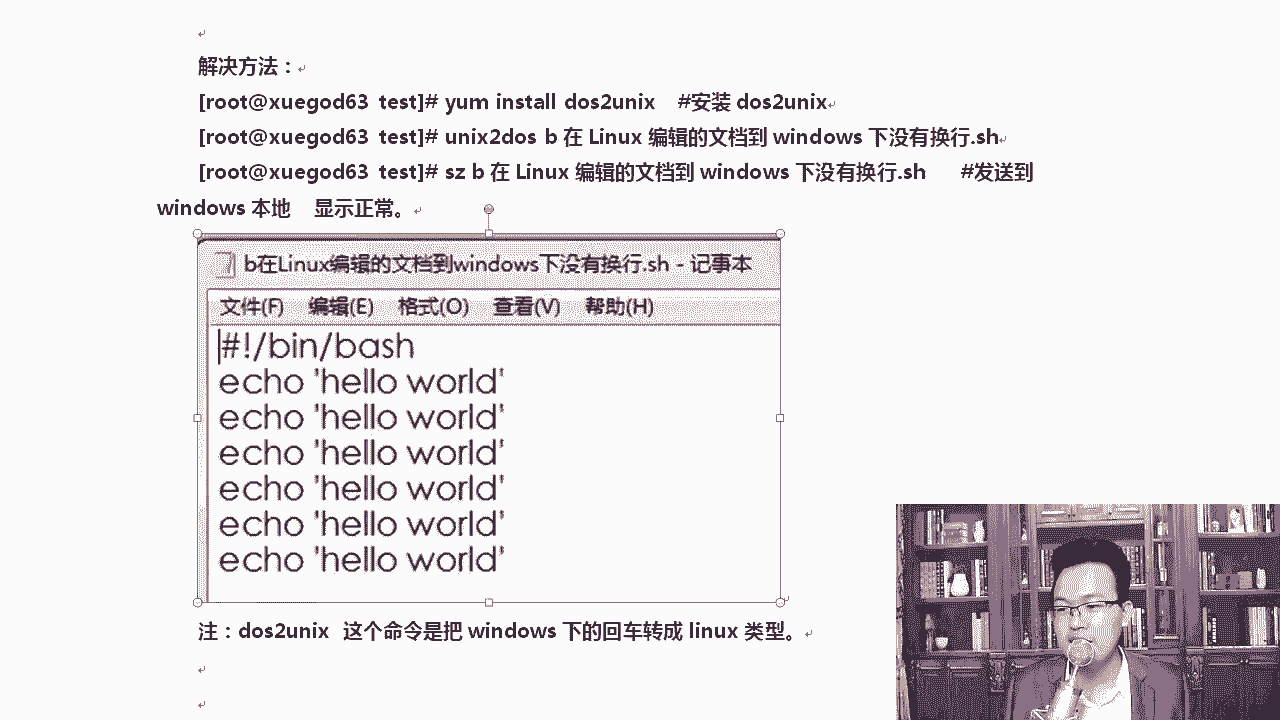 解决方法：
[root@xuegod63 test]# yum install dos2unix #安装 dos2unix
[root@xuegod63 test]# unix2dos b 在 Linux 编辑的文档到 windows 下没有换行.sh
[root@xuegod63 test]# sz b 在 Linux 编辑的文档到 windows 下没有换行.sh #发送到
windows 本地 显示正常。
b在Linux编辑的文档到windows下没有换行.sh - 记事本
文件(F) 编辑(E) 格式(O) 查看(V) 帮助(H)
#!/bin/bash
echo 'hello world'
echo 'hello world'
echo 'hello world'
echo 'hello world'
echo 'hello world'
echo 'hello world'
注：dos2unix 这个命令是把 windows 下的回车转成 linux 类型。